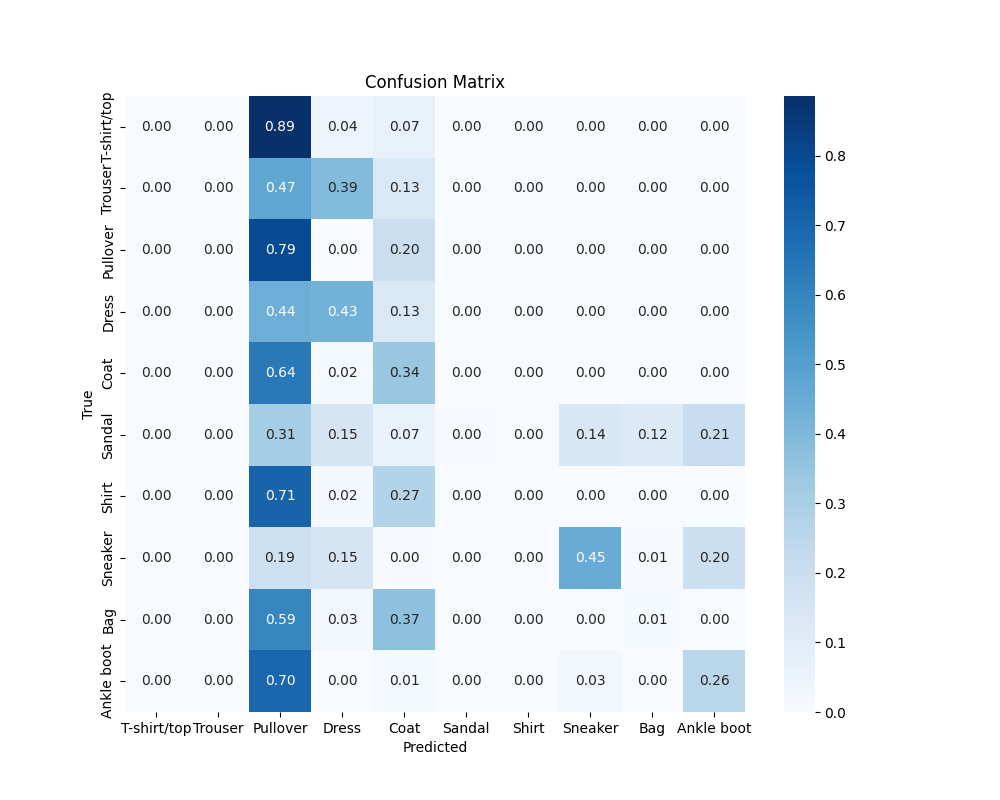 Confusion Matrix
True
T-shirt/top 0.00 0.00 0.89 0.04 0.07 0.00 0.00 0.00 0.00 0.00
Trouser 0.00 0.00 0.47 0.39 0.13 0.00 0.00 0.00 0.00 0.00
Pullover 0.00 0.00 0.79 0.00 0.20 0.00 0.00 0.00 0.00 0.00
Dress 0.00 0.00 0.44 0.43 0.13 0.00 0.00 0.00 0.00 0.00
Coat 0.00 0.00 0.64 0.02 0.34 0.00 0.00 0.00 0.00 0.00
Sandal 0.00 0.00 0.31 0.15 0.07 0.00 0.00 0.14 0.12 0.21
Shirt 0.00 0.00 0.71 0.02 0.27 0.00 0.00 0.00 0.00 0.00
Sneaker 0.00 0.00 0.19 0.15 0.00 0.00 0.00 0.45 0.01 0.20
Bag 0.00 0.00 0.59 0.03 0.37 0.00 0.00 0.00 0.01 0.00
Ankle boot 0.00 0.00 0.70 0.00 0.01 0.00 0.00 0.03 0.00 0.26
T-shirt/top Trouser Pullover Dress Coat Sandal Shirt Sneaker Bag Ankle boot
Predicted
0.8
0.7
0.6
0.5
0.4
0.3
0.2
0.1
0.0